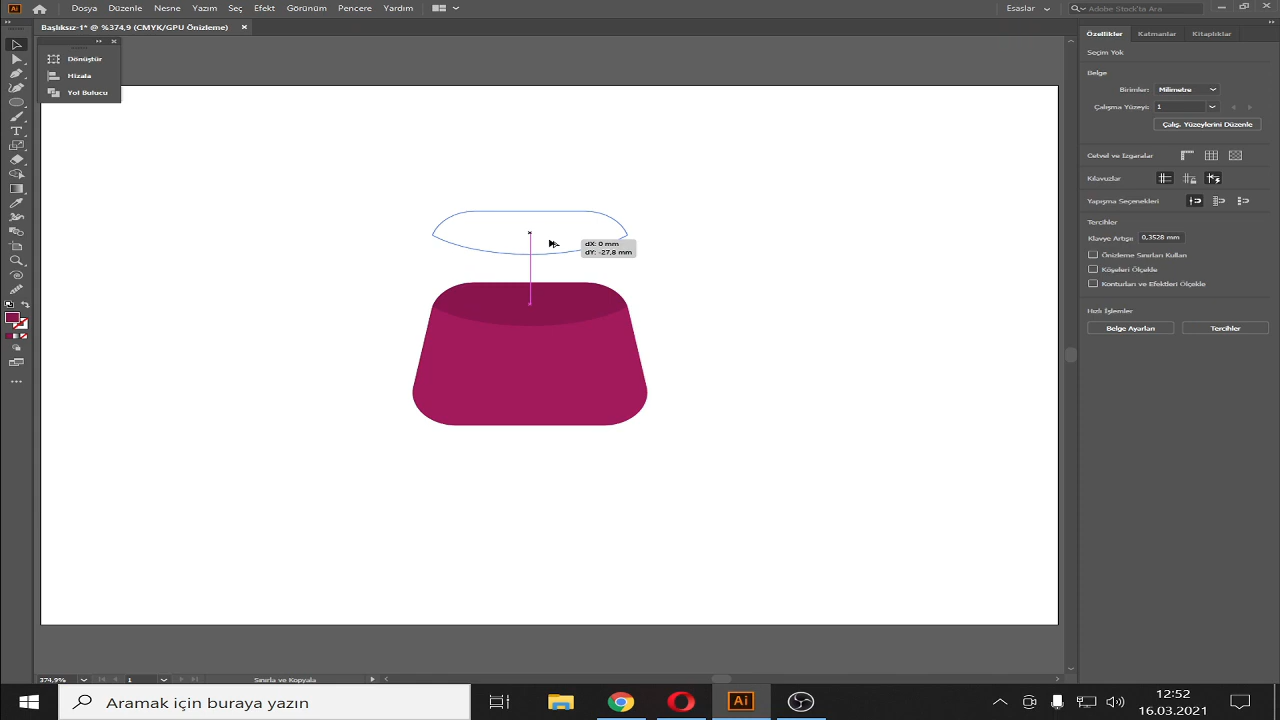 Ai
Dosya Düzenle Nesne Yazım Seç Efekt Görünüm Pencere Yardım
Esaslar
Adobe Stock'ta Ara
Başlıksız-1* @ %374,9 (CMYK/GPU Önizleme)
Dönüştür
Hizala
Yol Bulucu
dX: 0 mm
dY: -27,8 mm
Özellikler Katmanlar Kitaplıklar
Seçim Yok
Belge
Birimler: Milimetre
Çalışma Yüzeyi: 1
Çalış. Yüzeylerini Düzenle
Cetvel ve Izgaralar
Kılavuzlar
Yapışma Seçenekleri
Tercihler
Klavye Artışı: 0,3528 mm
Önizleme Sınırları Kullan
Köşeleri Ölçekle
Konturları ve Efektleri Ölçekle
Hızlı İşlemler
Belge Ayarları Tercihler
374,9% 1 Sınırla ve Kopyala
Aramak için buraya yazın
Ai
12:52
16.03.2021